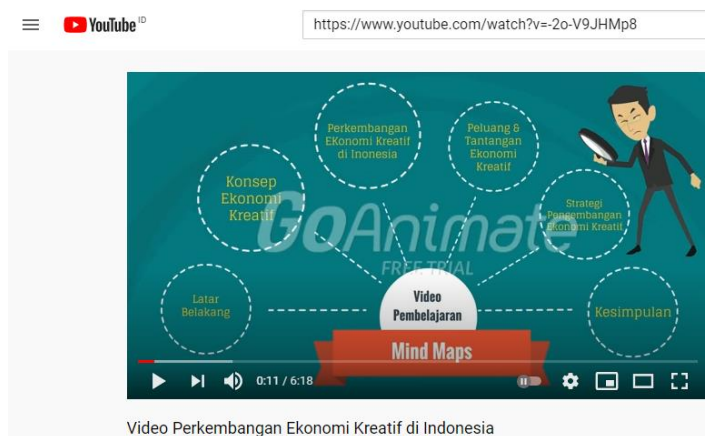 YouTube ID
https://www.youtube.com/watch?v=-2o-V9JHMp8
Perkembangan
EKonomi Kreatif
di Inonesia
Peluang &
Tantangan
Ekonomi
Kreatif
Konsep
Ekonomi
Kreatif
Strategi
Pengembangan
Ekonomi Kreatif
GoAnimate
FREE TRIAL
Latar
Belakang
Video
Pembelajaran
Kesimpulan
Mind Maps
0:11 / 6:18
Video Perkembangan Ekonomi Kreatif di Indonesia